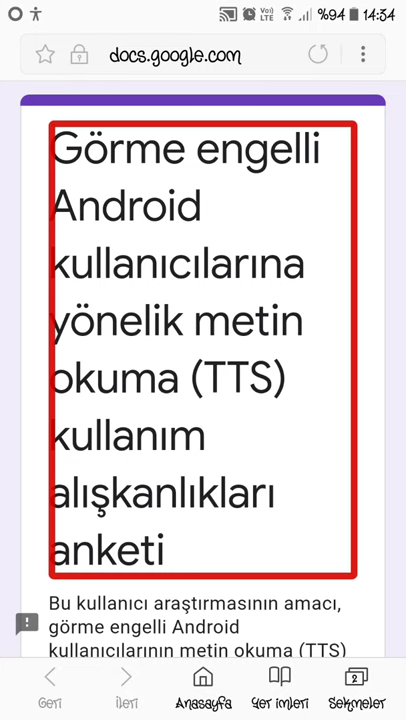 %94 14:34
docs.google.com
Görme engelli
Android
kullanıcılarına
yönelik metin
okuma (TTS)
kullanım
alışkanlıkları
anketi
Bu kullanıcı araştırmasının amacı,
görme engelli Android
kullanıcılarının metin okuma (TTS)
Geri İleri Anasayfa Yer imleri 2 Sekmeler